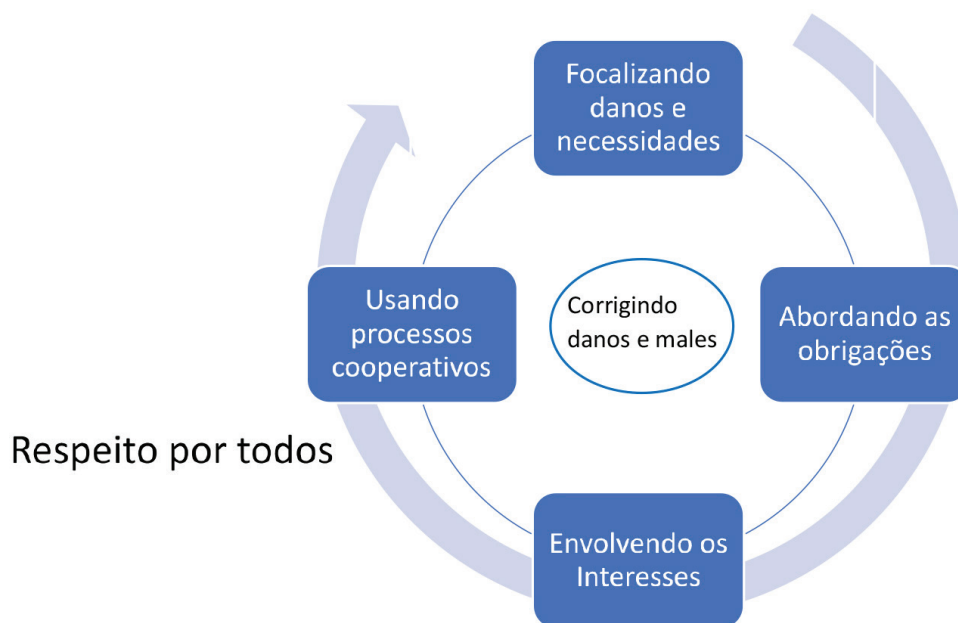 Focalizando
danos e
necessidades
Usando
processos
cooperativos
Corrigindo
danos e males
Abordando as
obrigações
Respeito por todos
Envolvendo os
Interesses